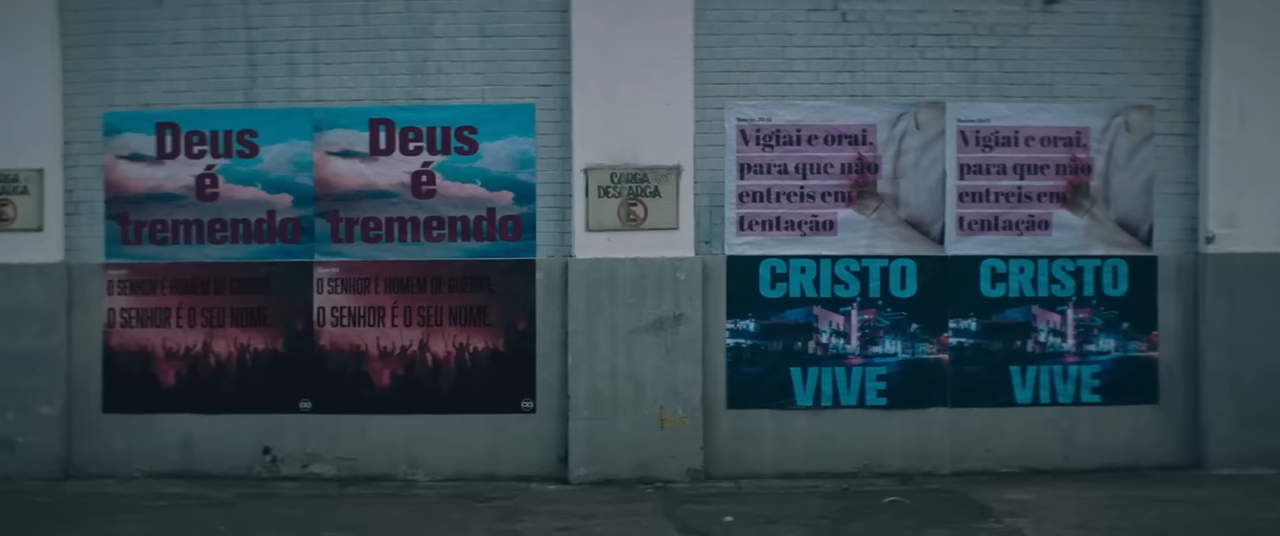 Deus
é
tremendo
Deus
é
tremendo
O SENHOR É HOMEM DE GUERRA,
O SENHOR É O SEU NOME.
O SENHOR É HOMEM DE GUERRA,
O SENHOR É O SEU NOME.
CARGA
DESCARGA
E
Vigiai e orai,
para que não
entreis em
tentação
Vigiai e orai,
para que não
entreis em
tentação
CRISTO
VIVE
CRISTO
VIVE